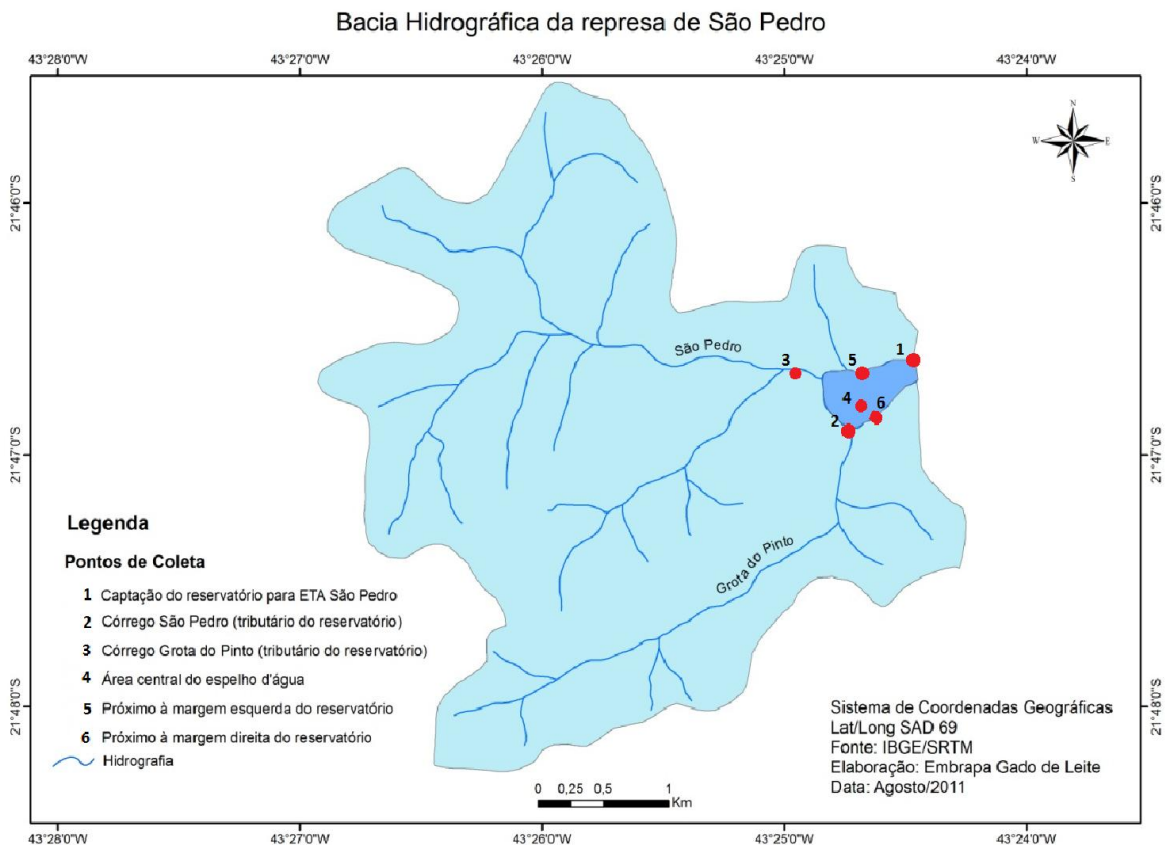 Bacia Hidrográfica da represa de São Pedro
43°28'0"W 43°27'0"W 43°26'0"W 43°25'0"W 43°24'0"W
N
W E
S
21°46'0"S 21°46'0"S
São Pedro
3 5 1
4 6
2
21°47'0"S 21°47'0"S
Grota do Pinto
Legenda
Pontos de Coleta
1 Captação do reservatório para ETA São Pedro
2 Córrego São Pedro (tributário do reservatório)
3 Córrego Grota do Pinto (tributário do reservatório)
4 Área central do espelho d'água
5 Próximo à margem esquerda do reservatório
6 Próximo à margem direita do reservatório
Hidrografia
21°48'0"S 21°48'0"S
Sistema de Coordenadas Geográficas
Lat/Long SAD 69
Fonte: IBGE/SRTM
Elaboração: Embrapa Gado de Leite
Data: Agosto/2011
0 0,25 0,5 1
Km
43°28'0"W 43°27'0"W 43°26'0"W 43°25'0"W 43°24'0"W